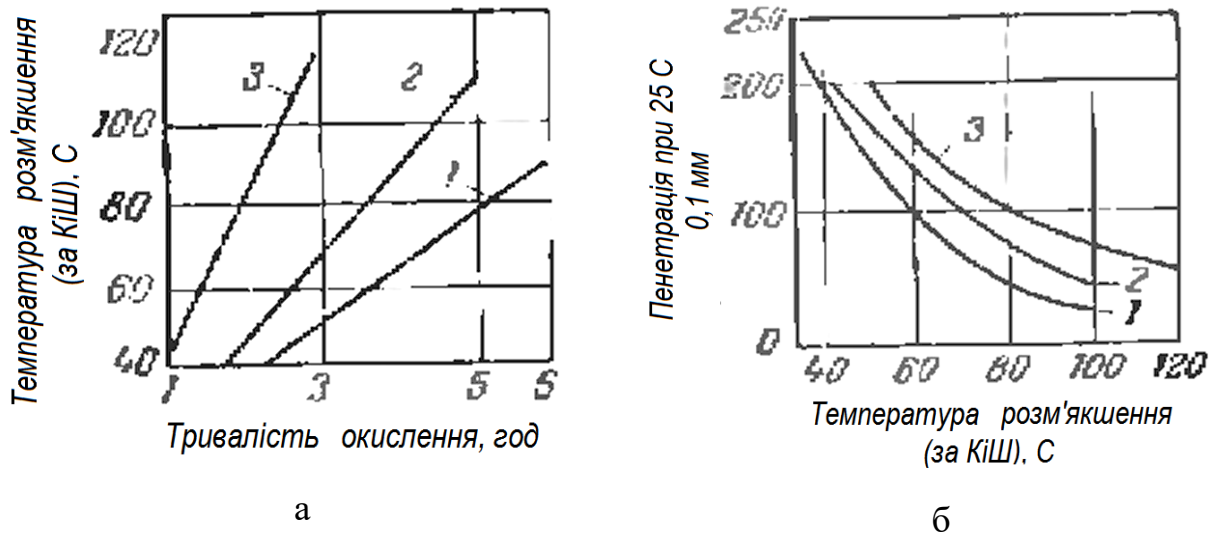 Температура розм'якшення
(за КіШ), С
120
100
80
60
40
3
2
1
1
3
5
6
Тривалість окислення, год
а
Пенетрація при 25 С
0,1 мм
250
200
100
0
3
2
1
40
60
80
100
120
Температура розм'якшення
(за КіШ), С
б